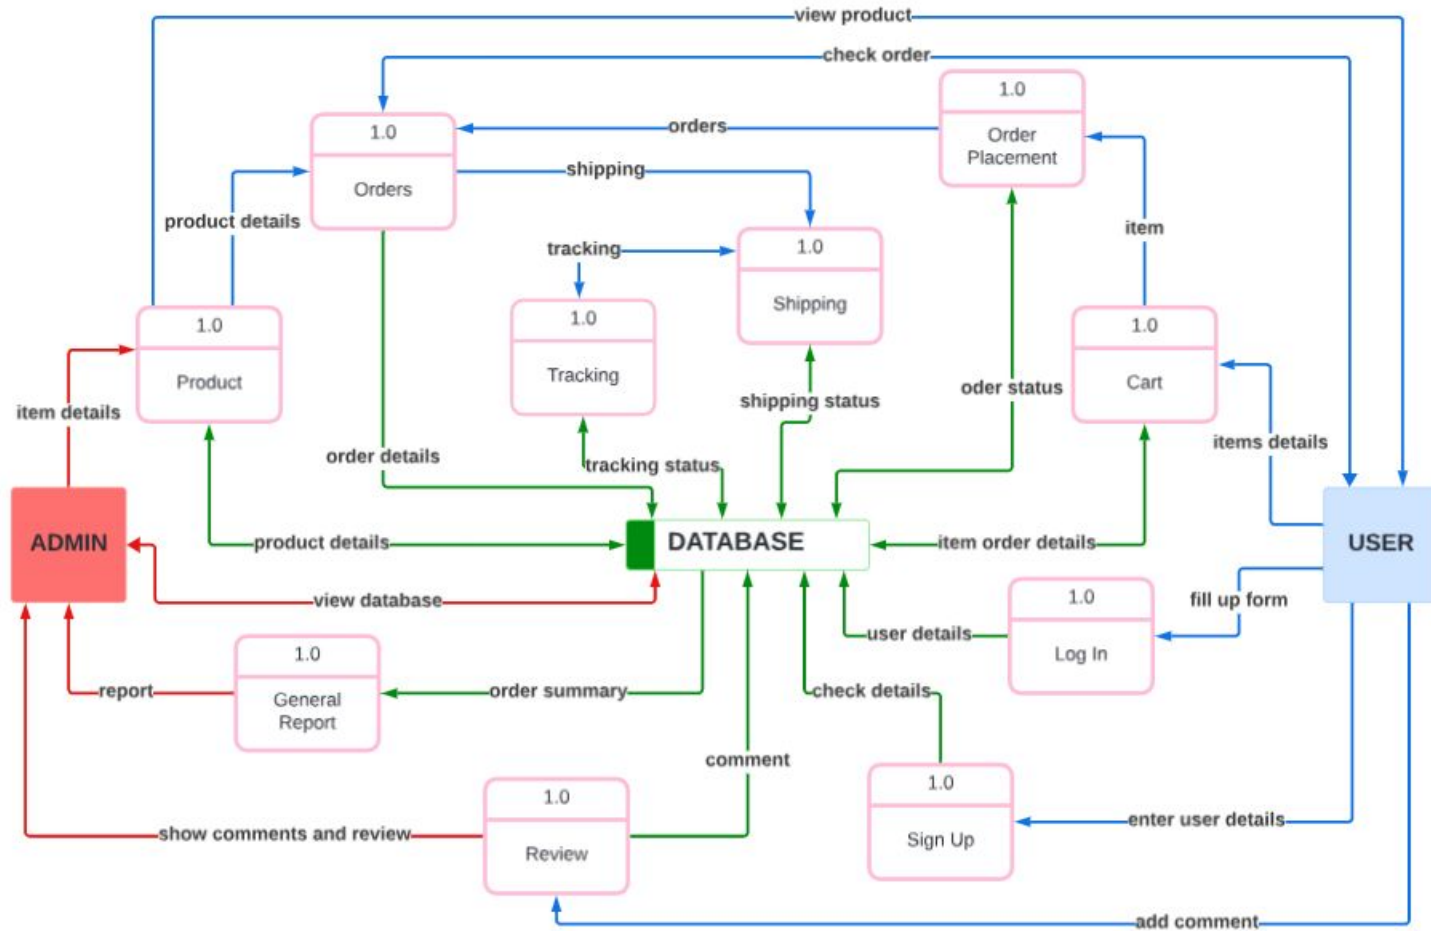 view product
check order
1.0
Order
Placement
1.0
Orders
orders
shipping
product details
item
tracking
1.0
Shipping
1.0
Tracking
1.0
Product
1.0
Cart
item details
shipping status
oder status
items details
order details
tracking status
ADMIN
product details
DATABASE
item order details
USER
view database
fill up form
1.0
Log In
user details
1.0
General
Report
report
order summary
check details
comment
1.0
Sign Up
enter user details
1.0
Review
show comments and review
add comment